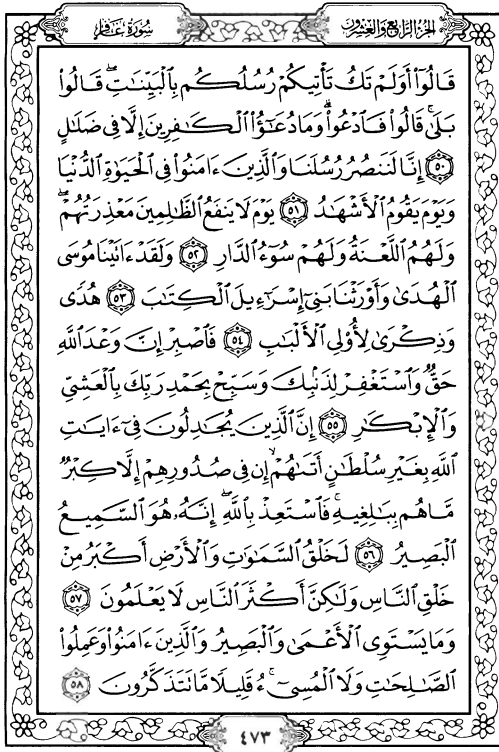 الجزء الرابع والعشرون سورة غافر
قَالُوٓا۟ أَوَلَمْ تَكُ تَأْتِيكُمْ رُسُلُكُم بِٱلْبَيِّنَٰتِ ۖ قَالُوا۟
بَلَىٰ ۚ قَالُوا۟ فَٱدْعُوا۟ ۗ وَمَا دُعَٰٓؤُا۟ ٱلْكَٰفِرِينَ إِلَّا فِى ضَلَٰلٍ
٥٠ إِنَّا لَنَنصُرُ رُسُلَنَا وَٱلَّذِينَ ءَامَنُوا۟ فِى ٱلْحَيَوٰةِ ٱلدُّنْيَا
وَيَوْمَ يَقُومُ ٱلْأَشْهَٰدُ ٥١ يَوْمَ لَا يَنفَعُ ٱلظَّٰلِمِينَ مَعْذِرَتُهُمْ ۖ
وَلَهُمُ ٱللَّعْنَةُ وَلَهُمْ سُوٓءُ ٱلدَّارِ ٥٢ وَلَقَدْ ءَاتَيْنَا مُوسَى
ٱلْهُدَىٰ وَأَوْرَثْنَا بَنِىٓ إِسْرَٰٓءِيلَ ٱلْكِتَٰبَ ٥٣ هُدًى
وَذِكْرَىٰ لِأُو۟لِى ٱلْأَلْبَٰبِ ٥٤ فَٱصْبِرْ إِنَّ وَعْدَ ٱللَّهِ
حَقٌّ وَٱسْتَغْفِرْ لِذَنۢبِكَ وَسَبِّحْ بِحَمْدِ رَبِّكَ بِٱلْعَشِىِّ
وَٱلْإِبْكَٰرِ ٥٥ إِنَّ ٱلَّذِينَ يُجَٰدِلُونَ فِىٓ ءَايَٰتِ
ٱللَّهِ بِغَيْرِ سُلْطَٰنٍ أَتَىٰهُمْ ۙ إِن فِى صُدُورِهِمْ إِلَّا كِبْرٌ
مَّا هُم بِبَٰلِغِيهِ ۚ فَٱسْتَعِذْ بِٱللَّهِ ۖ إِنَّهُۥ هُوَ ٱلسَّمِيعُ
ٱلْبَصِيرُ ٥٦ لَخَلْقُ ٱلسَّمَٰوَٰتِ وَٱلْأَرْضِ أَكْبَرُ مِنْ
خَلْقِ ٱلنَّاسِ وَلَٰكِنَّ أَكْثَرَ ٱلنَّاسِ لَا يَعْلَمُونَ ٥٧
وَمَا يَسْتَوِى ٱلْأَعْمَىٰ وَٱلْبَصِيرُ وَٱلَّذِينَ ءَامَنُوا۟ وَعَمِلُوا۟
ٱلصَّٰلِحَٰتِ وَلَا ٱلْمُسِىٓءُ ۚ قَلِيلًا مَّا تَتَذَكَّرُونَ ٥٨
٤٧٣